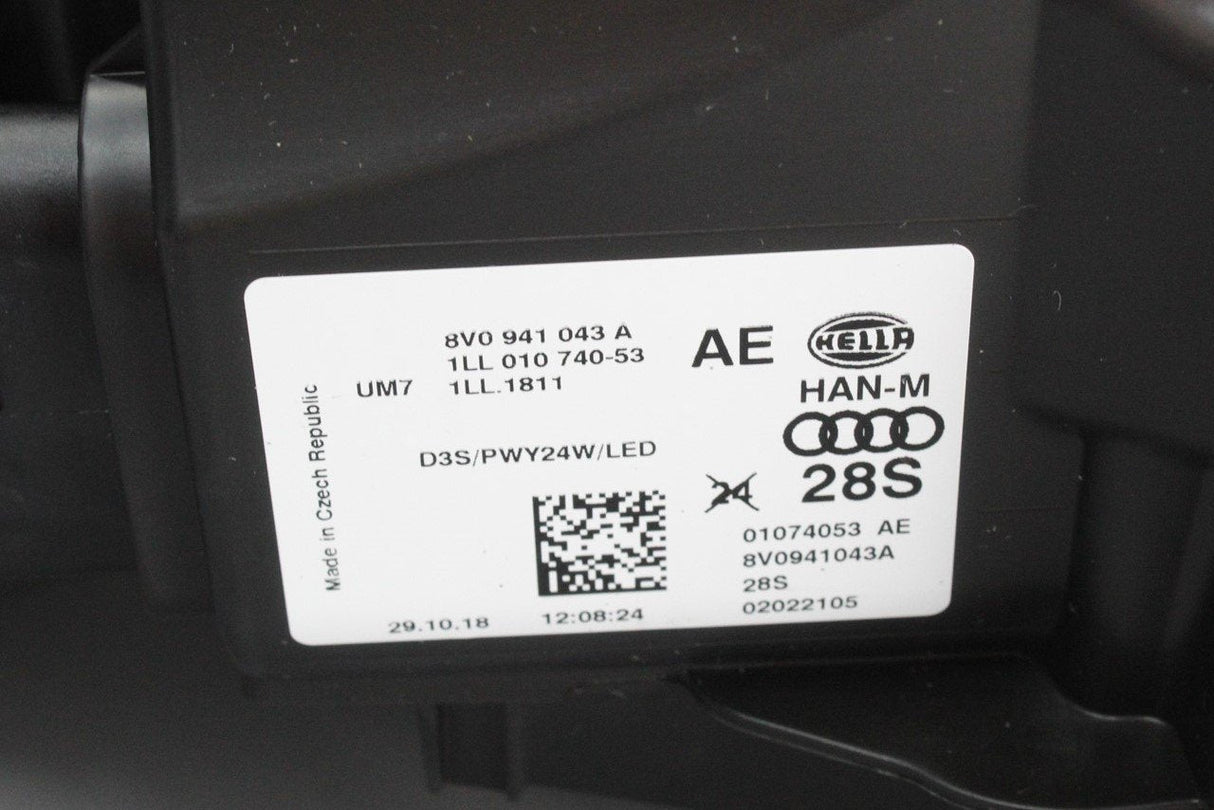 8V0 941 043 A
1LL 010 740-53
UM7 1LL.1811
AE
HELLA
HAN-M
28S
D3S/PWY24W/LED
24
Made in Czech Republic
01074053 AE
8V0941043A
28S
02022105
29.10.18 12:08:24